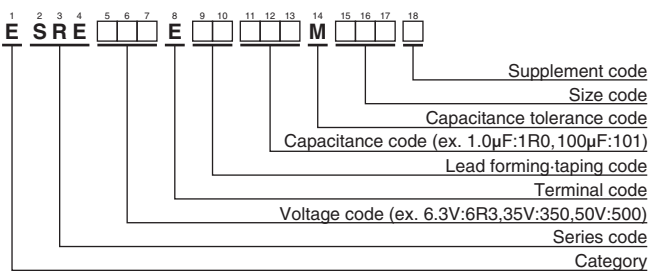 1 2 3 4 5 6 7 8 9 10 11 12 13 14 15 16 17 18
E SRE E M
Supplement code
Size code
Capacitance tolerance code
Capacitance code (ex. 1.0μF:1R0,100μF:101)
Lead forming·taping code
Terminal code
Voltage code (ex. 6.3V:6R3,35V:350,50V:500)
Series code
Category